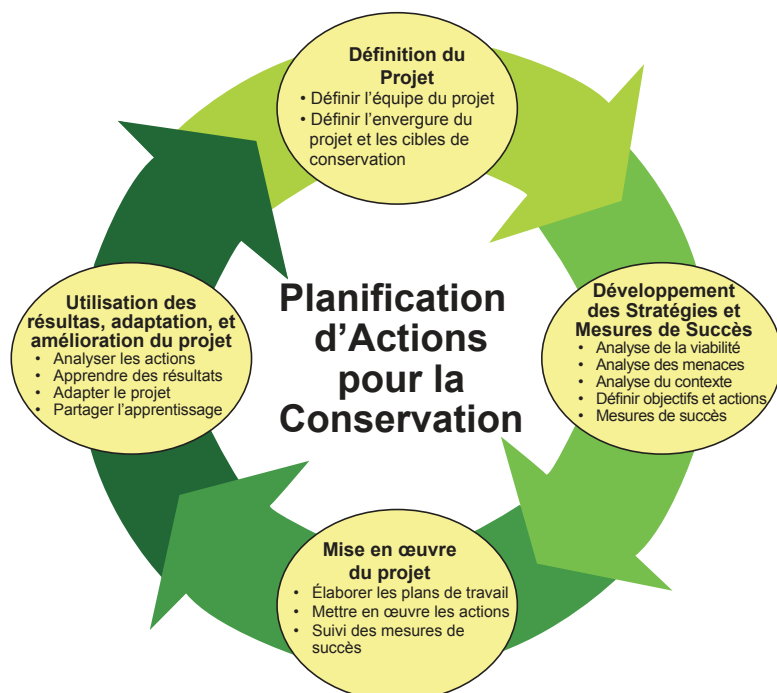 Définition du
Projet
• Définir l'équipe du projet
• Définir l'envergure du
projet et les cibles de
conservation
Planification
d'Actions
pour la
Conservation
Développement
des Stratégies et
Mesures de Succès
• Analyse de la viabilité
• Analyse des menaces
• Analyse du contexte
• Définir objectifs et actions
• Mesures de succès
Mise en œuvre
du projet
• Élaborer les plans de travail
• Mettre en œuvre les actions
• Suivi des mesures de
succès
Utilisation des
résultas, adaptation, et
amélioration du projet
• Analyser les actions
• Apprendre des résultats
• Adapter le projet
• Partager l'apprentissage